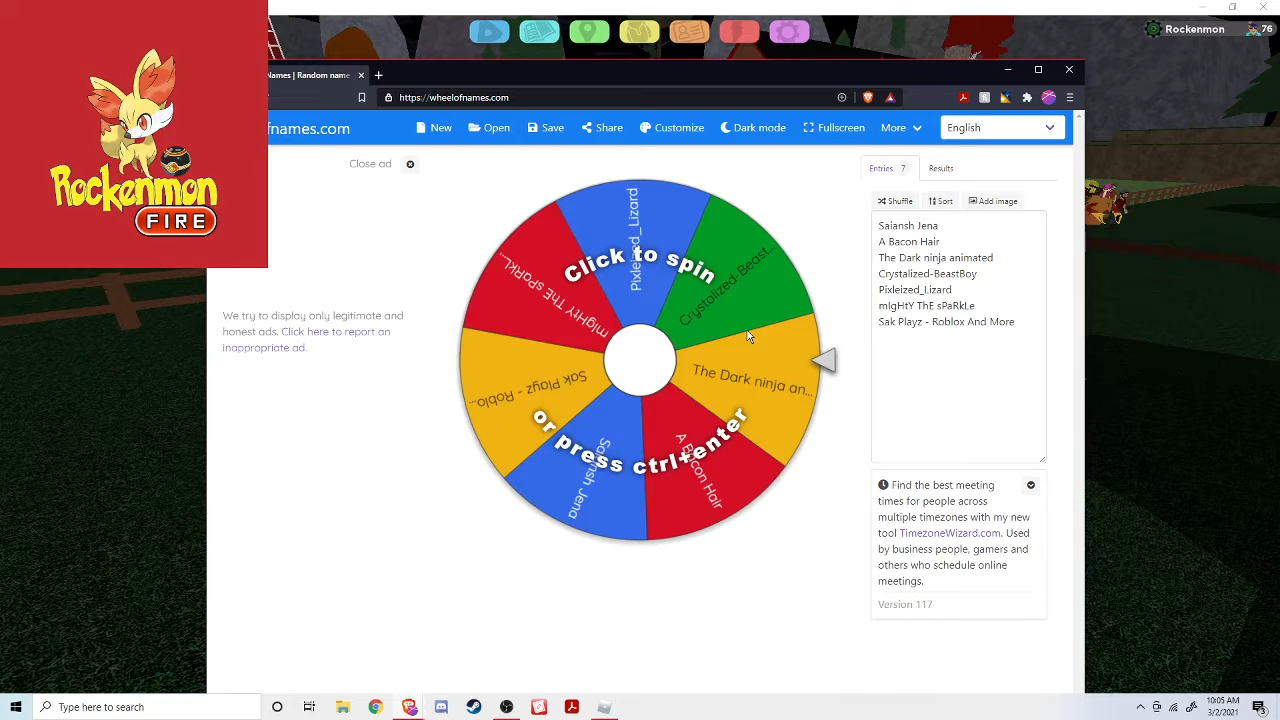 Rockenmon
76
Rockenmon
FIRE
Names | Random name
https://wheelofnames.com
ofnames.com
New
Open
Save
Share
Customize
Dark mode
Fullscreen
More
English
Close ad
Entries 7
Results
Shuffle
Sort
Add image
Saiansh Jena
A Bacon Hair
The Dark ninja animated
Crystalized-BeastBoy
Pixleized_Lizard
mIgHtY ThE sPaRkLe
Sak Playz - Roblox And More
Click to spin
or press ctrl+enter
Pixleized_Lizard
Crystalized-Beast...
The Dark ninja an...
A Bacon Hair
Saiansh Jena
Sak Playz - Roblo...
mIgHtY ThE sPaRkL...
We try to display only legitimate and
honest ads. Click here to report an
inappropriate ad.
Find the best meeting
times for people across
multiple timezones with my new
tool TimezoneWizard.com. Used
by business people, gamers and
others who schedule online
meetings.
Version 117
Type here to search
10:05 AM
3/2/2021